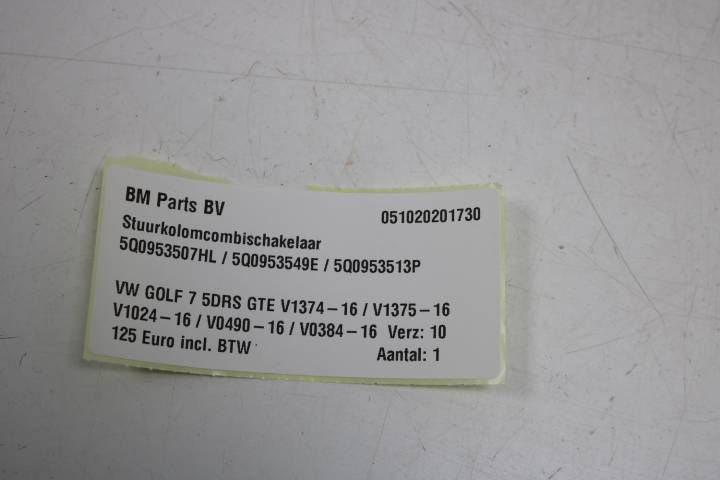 BM Parts BV 051020201730
Stuurkolomcombischakelaar
5Q0953507HL / 5Q0953549E / 5Q0953513P
VW GOLF 7 5DRS GTE V1374-16 / V1375-16
V1024-16 / V0490-16 / V0384-16 Verz: 10
125 Euro incl. BTW Aantal: 1